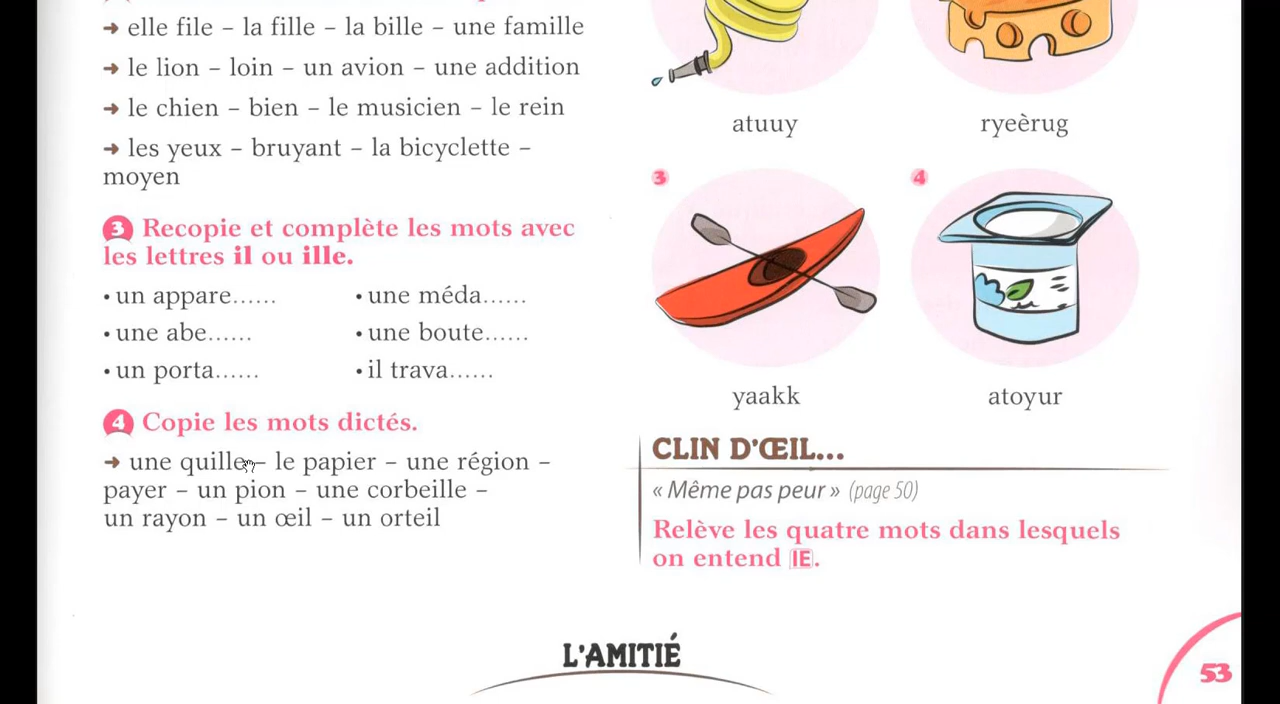 → elle file – la fille – la bille – une famille
→ le lion – loin – un avion – une addition
→ le chien – bien – le musicien – le rein
→ les yeux – bruyant – la bicyclette –
moyen
3 Recopie et complète les mots avec
les lettres il ou ille.
• un appare...... • une méda......
• une abe...... • une boute......
• un porta...... • il trava......
4 Copie les mots dictés.
→ une quille – le papier – une région –
payer – un pion – une corbeille –
un rayon – un œil – un orteil
atuuy ryeèrug
3 4
yaakk atoyur
CLIN D'ŒIL...
« Même pas peur » (page 50)
Relève les quatre mots dans lesquels
on entend IE.
L'AMITIÉ
53